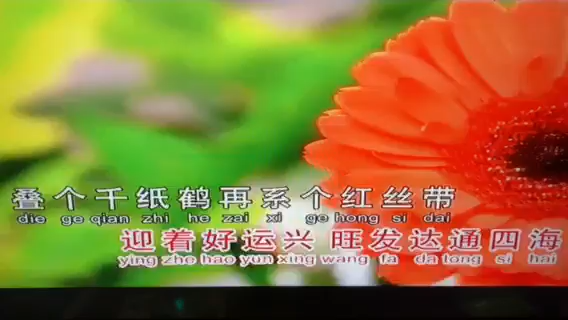 叠个千纸鹤再系个红丝带
die ge qian zhi he zai xi ge hong si dai
迎着好运兴 旺发达通四海
ying zhe hao yun xing wang fa da tong si hai